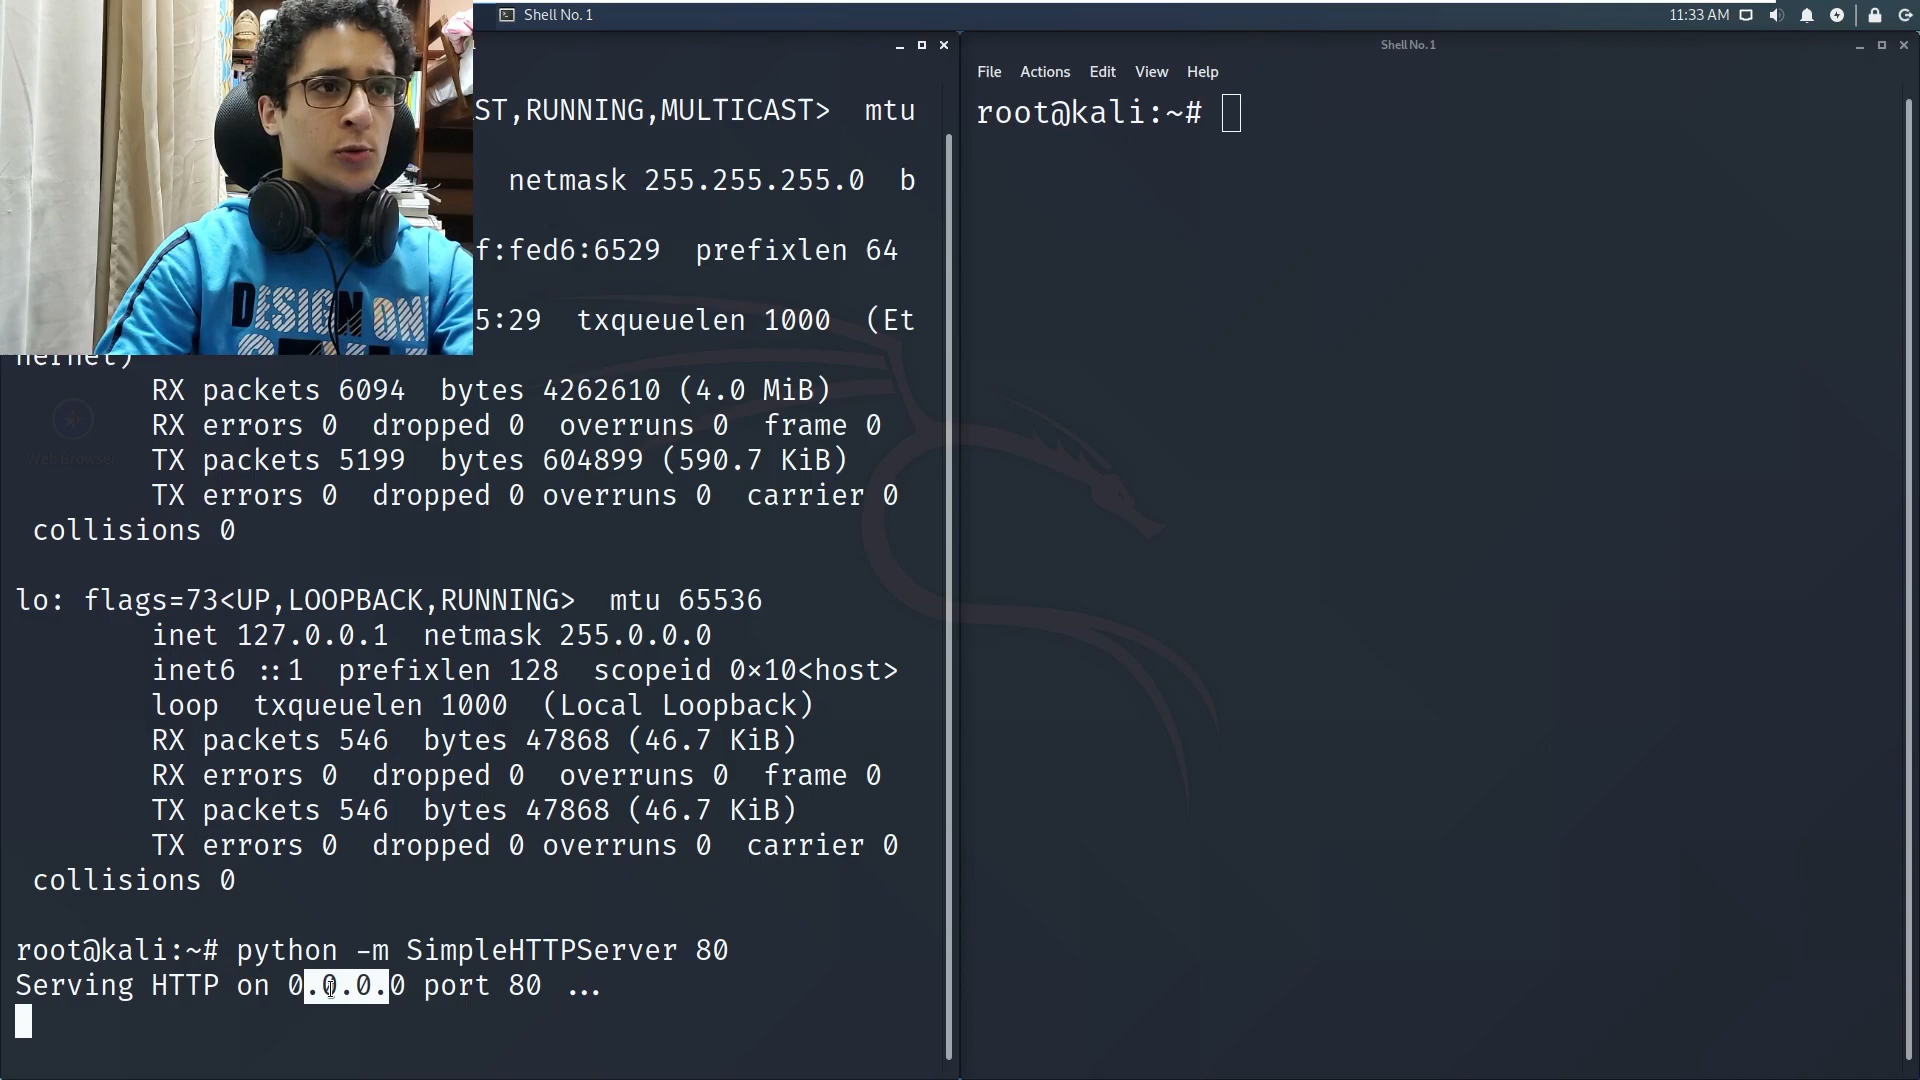 Shell No. 1
11:33 AM
ST,RUNNING,MULTICAST>  mtu
netmask 255.255.255.0  b
f:fed6:6529  prefixlen 64
5:29  txqueuelen 1000  (Et
hernet)
RX packets 6094  bytes 4262610 (4.0 MiB)
RX errors 0  dropped 0  overruns 0  frame 0
TX packets 5199  bytes 604899 (590.7 KiB)
TX errors 0  dropped 0 overruns 0  carrier 0
collisions 0
lo: flags=73<UP,LOOPBACK,RUNNING>  mtu 65536
inet 127.0.0.1  netmask 255.0.0.0
inet6 ::1  prefixlen 128  scopeid 0×10<host>
loop  txqueuelen 1000  (Local Loopback)
RX packets 546  bytes 47868 (46.7 KiB)
RX errors 0  dropped 0  overruns 0  frame 0
TX packets 546  bytes 47868 (46.7 KiB)
TX errors 0  dropped 0 overruns 0  carrier 0
collisions 0
root@kali:~# python -m SimpleHTTPServer 80
Serving HTTP on 0.0.0.0 port 80 ...
Web Browser
DESIGN ON
Shell No. 1
File Actions Edit View Help
root@kali:~#